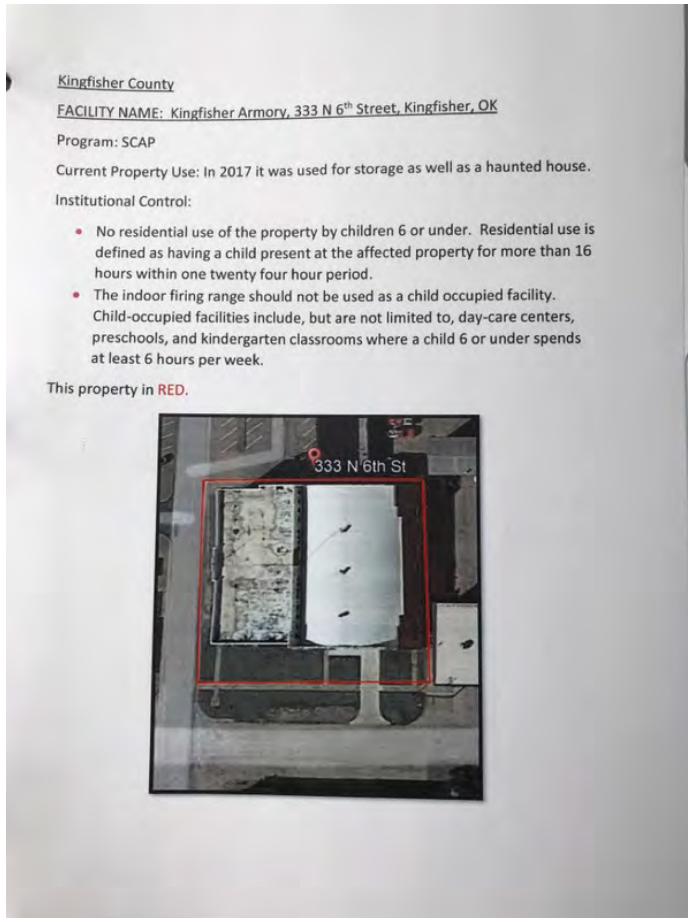 Kingfisher County
FACILITY NAME: Kingfisher Armory, 333 N 6th Street, Kingfisher, OK
Program: SCAP
Current Property Use: In 2017 it was used for storage as well as a haunted house.
Institutional Control:
• No residential use of the property by children 6 or under. Residential use is
defined as having a child present at the affected property for more than 16
hours within one twenty four hour period.
• The indoor firing range should not be used as a child occupied facility.
Child-occupied facilities include, but are not limited to, day-care centers,
preschools, and kindergarten classrooms where a child 6 or under spends
at least 6 hours per week.
This property in RED.
333 N 6th St